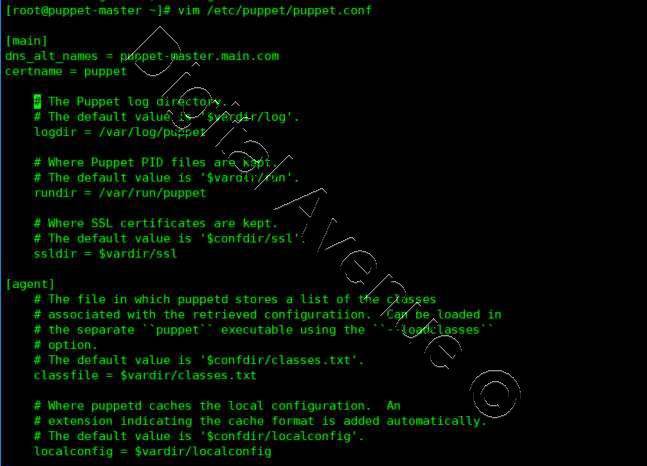 [root@puppet-master ~]# vim /etc/puppet/puppet.conf
[main]
dns_alt_names = puppet-master.main.com
certname = puppet
# The Puppet log directory.
# The default value is '$vardir/log'.
logdir = /var/log/puppet
# Where Puppet PID files are kept.
# The default value is '$vardir/run'.
rundir = /var/run/puppet
# Where SSL certificates are kept.
# The default value is '$confdir/ssl'.
ssldir = $vardir/ssl
[agent]
# The file in which puppetd stores a list of the classes
# associated with the retrieved configuratiion.  Can be loaded in
# the separate ``puppet`` executable using the ``--loadclasses``
# option.
# The default value is '$confdir/classes.txt'.
classfile = $vardir/classes.txt
# Where puppetd caches the local configuration.  An
# extension indicating the cache format is added automatically.
# The default value is '$confdir/localconfig'.
localconfig = $vardir/localconfig
Digital Avenue ©